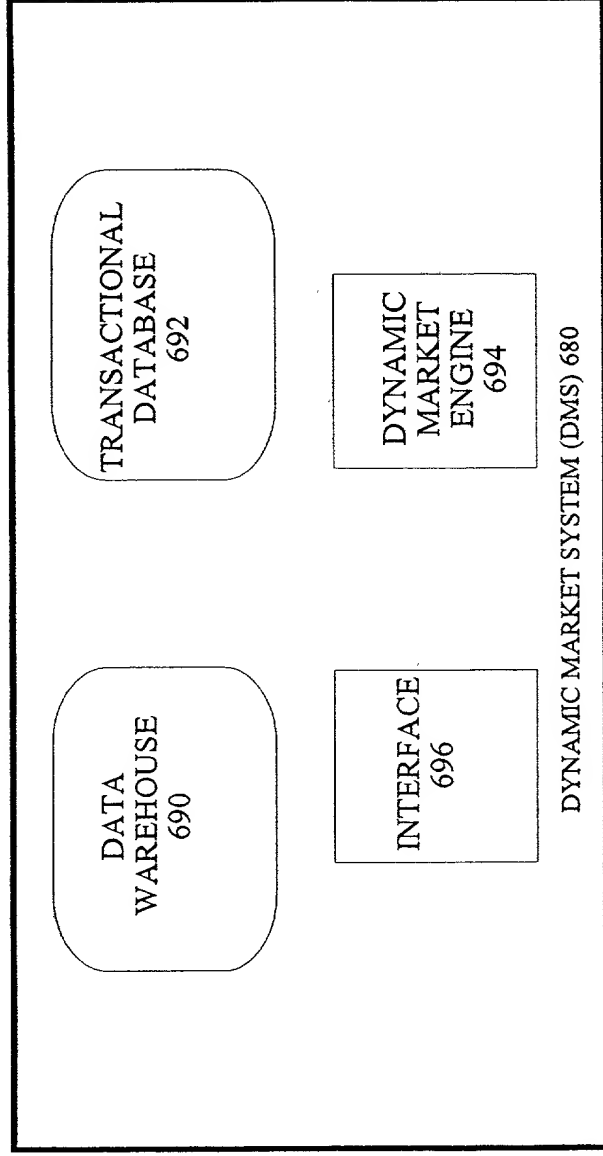 DATA
WAREHOUSE
690
TRANSACTIONAL
DATABASE
692
INTERFACE
696
DYNAMIC
MARKET
ENGINE
694
DYNAMIC MARKET SYSTEM (DMS) 680